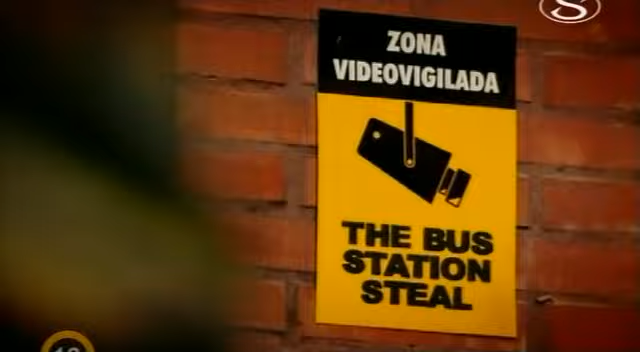 S
ZONA
VIDEOVIGILADA
THE BUS
STATION
STEAL